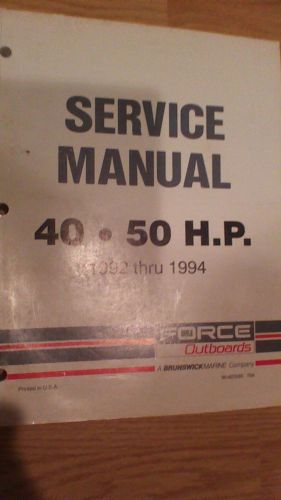 SERVICE
MANUAL
40 • 50 H.P.
1992 thru 1994
FORCE
Outboards
A BRUNSWICK MARINE Company
Printed in U.S.A.